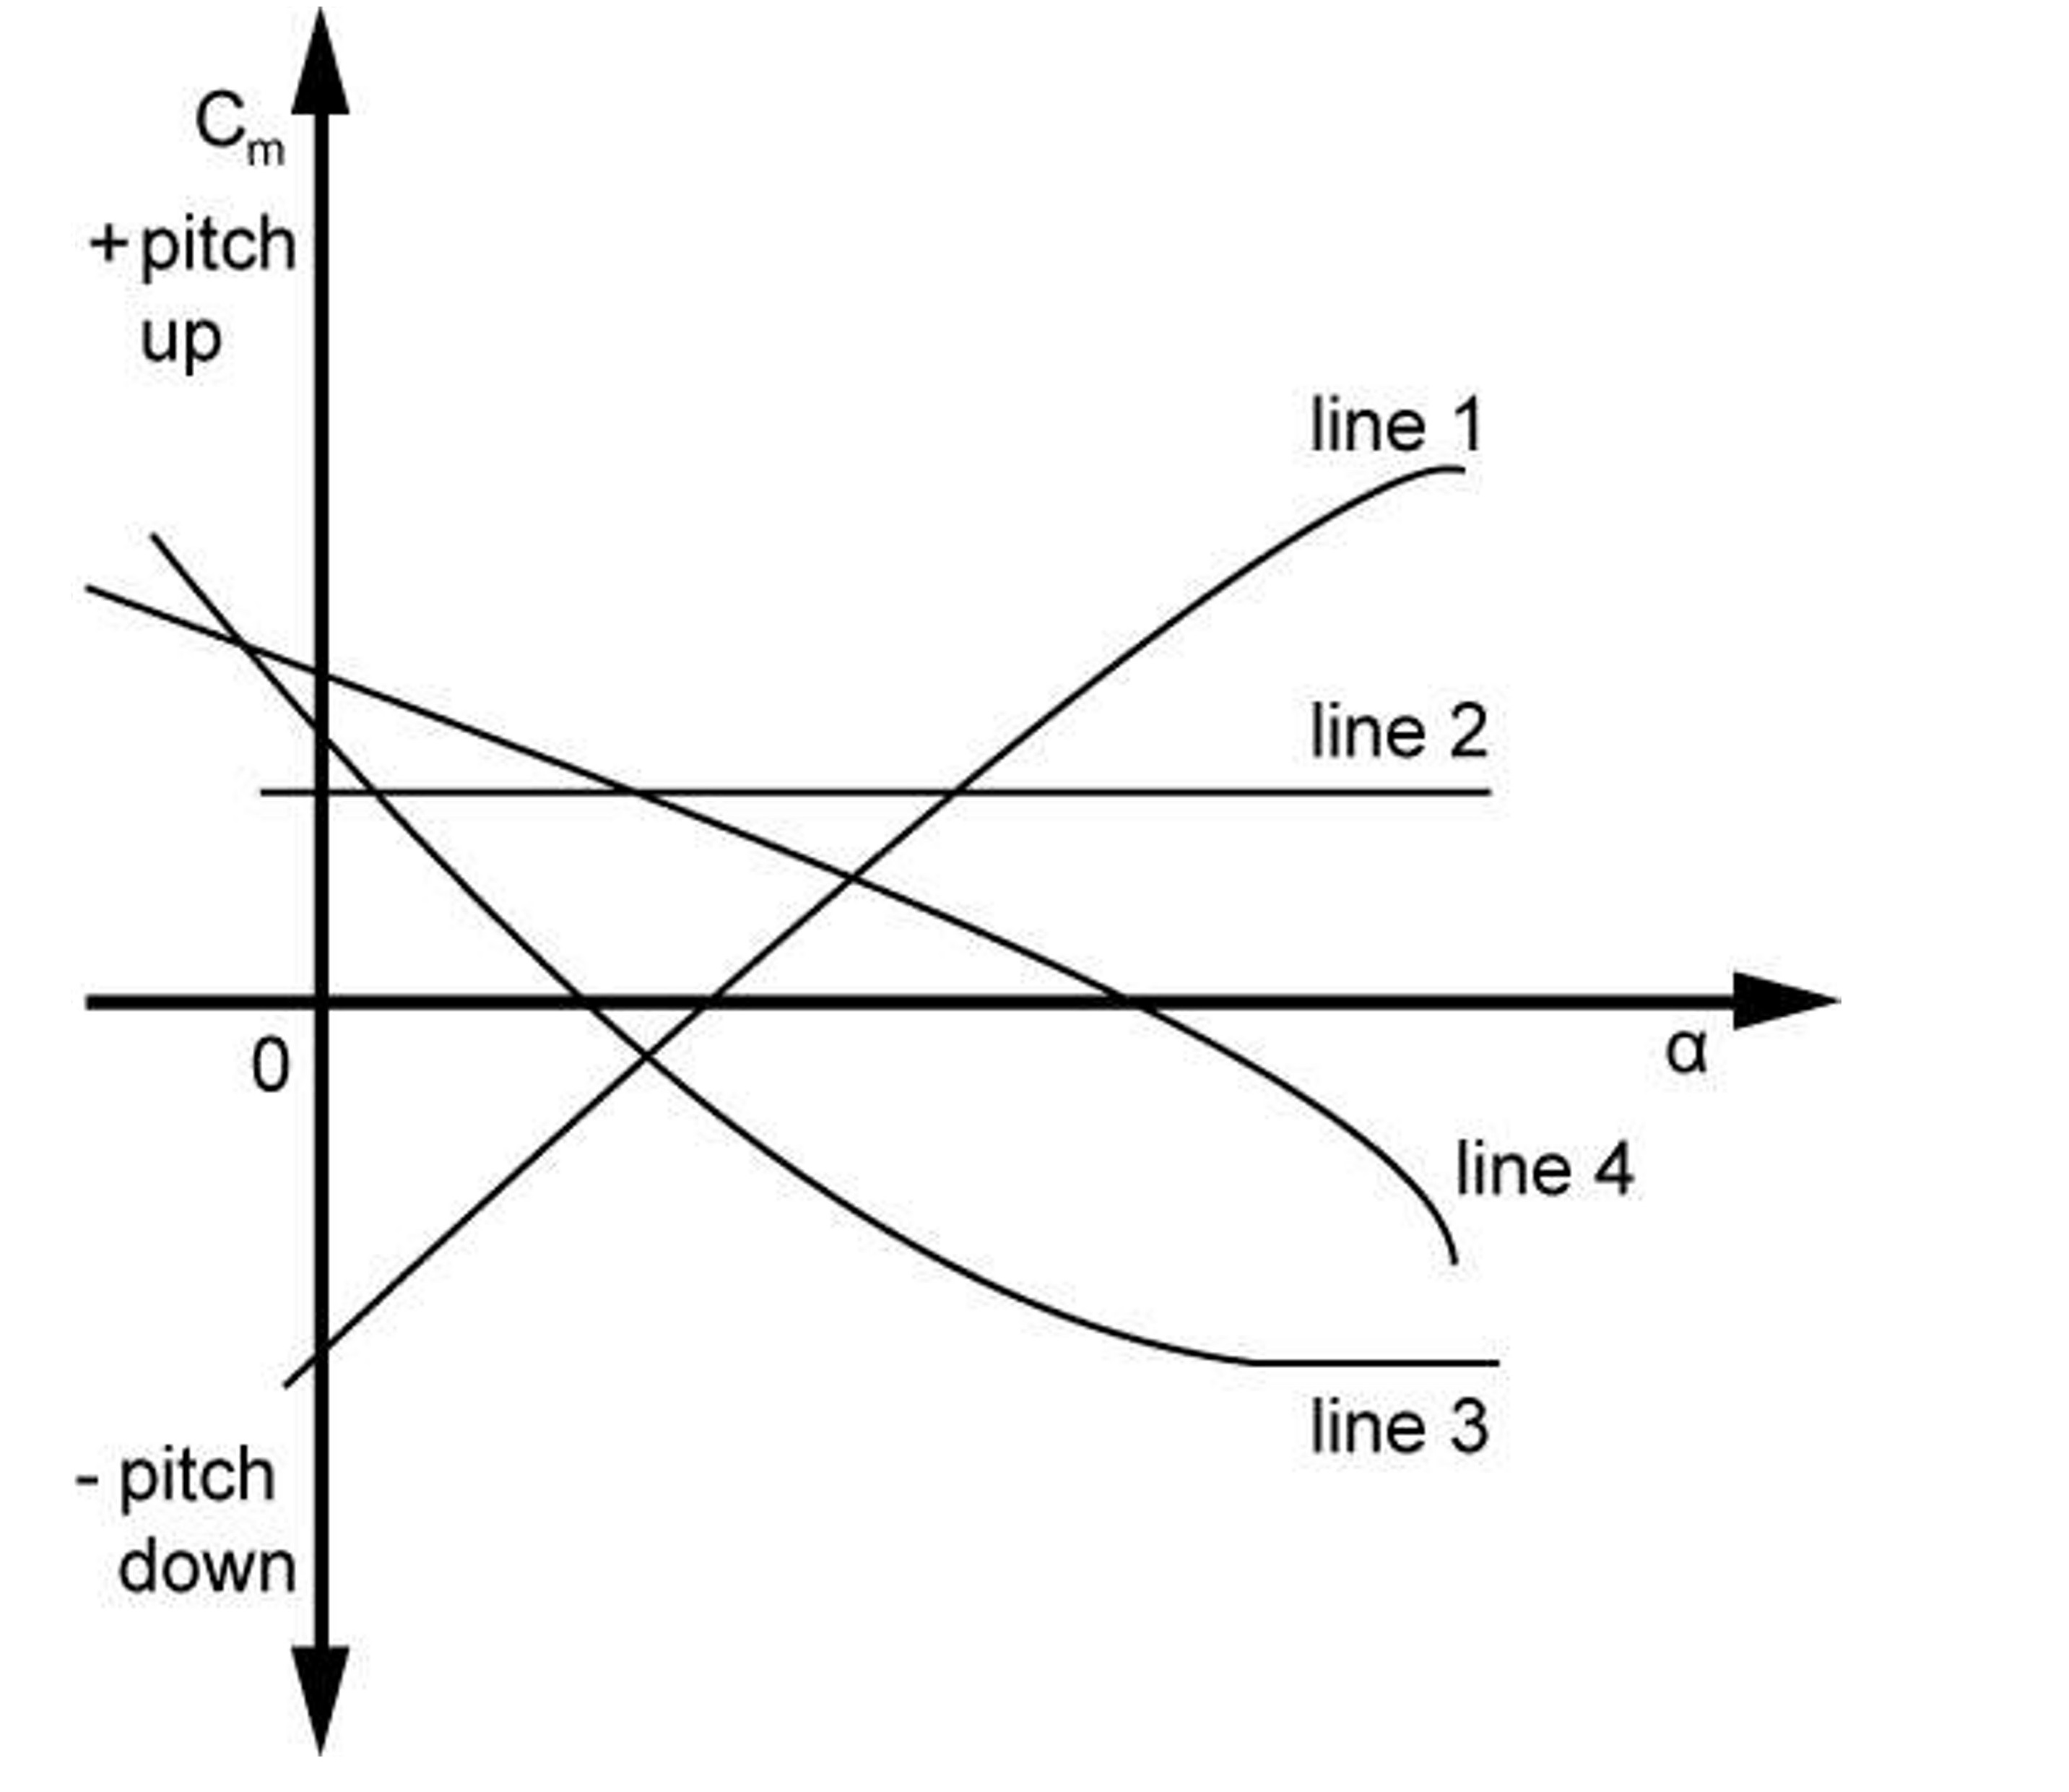 Cm
+ pitch
up
line 1
line 2
0
α
line 4
line 3
- pitch
down